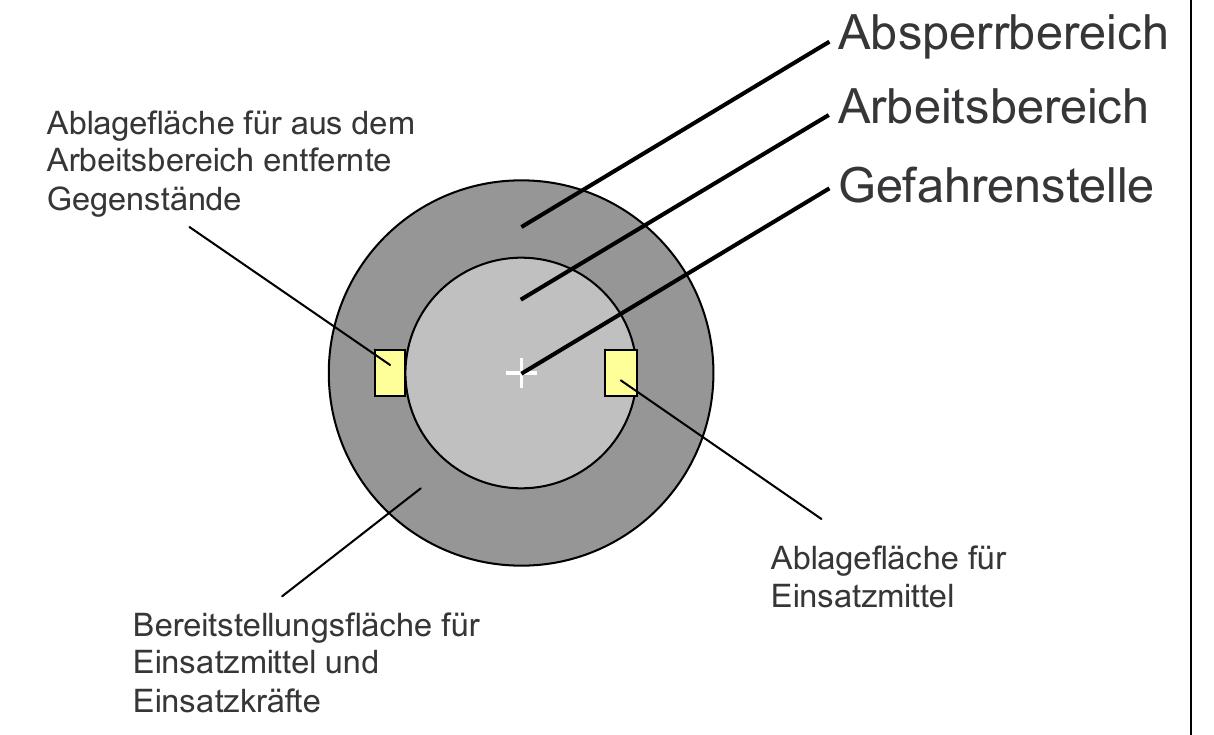 Absperrbereich
Arbeitsbereich
Gefahrenstelle
Ablagefläche für aus dem
Arbeitsbereich entfernte
Gegenstände
Ablagefläche für
Einsatzmittel
Bereitstellungsfläche für
Einsatzmittel und
Einsatzkräfte